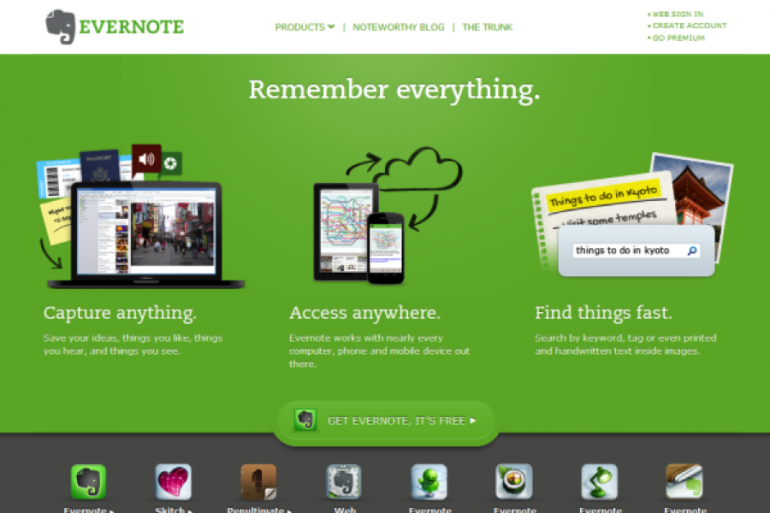 EVERNOTE
PRODUCTS | NOTEWORTHY BLOG | THE TRUNK
WEB SIGN IN
CREATE ACCOUNT
GO PREMIUM
Remember everything.
PASSPORT
Things to do in Kyoto
visit some temples
things to do in kyoto
Capture anything.
Save your ideas, things you like, things
you hear, and things you see.
Access anywhere.
Evernote works with nearly every
computer, phone and mobile device out
there.
Find things fast.
Search by keyword, tag or even printed
and handwritten text inside images.
GET EVERNOTE, IT'S FREE
Evernote Skitch Penultimate Web Evernote Evernote Evernote Evernote